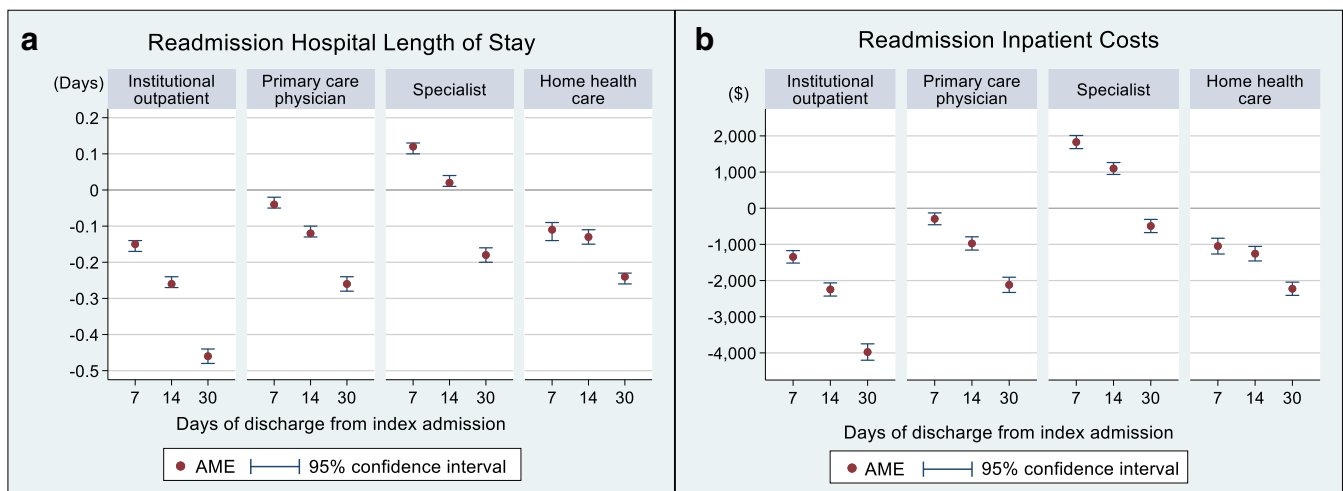 a
Readmission Hospital Length of Stay
(Days)
Institutional
outpatient
Primary care
physician
Specialist
Home health
care
0.2
0.1
0
-0.1
-0.2
-0.3
-0.4
-0.5
7 14 30 7 14 30 7 14 30 7 14 30
Days of discharge from index admission
AME 95% confidence interval
b
Readmission Inpatient Costs
($)
Institutional
outpatient
Primary care
physician
Specialist
Home health
care
2,000
1,000
0
-1,000
-2,000
-3,000
-4,000
7 14 30 7 14 30 7 14 30 7 14 30
Days of discharge from index admission
AME 95% confidence interval